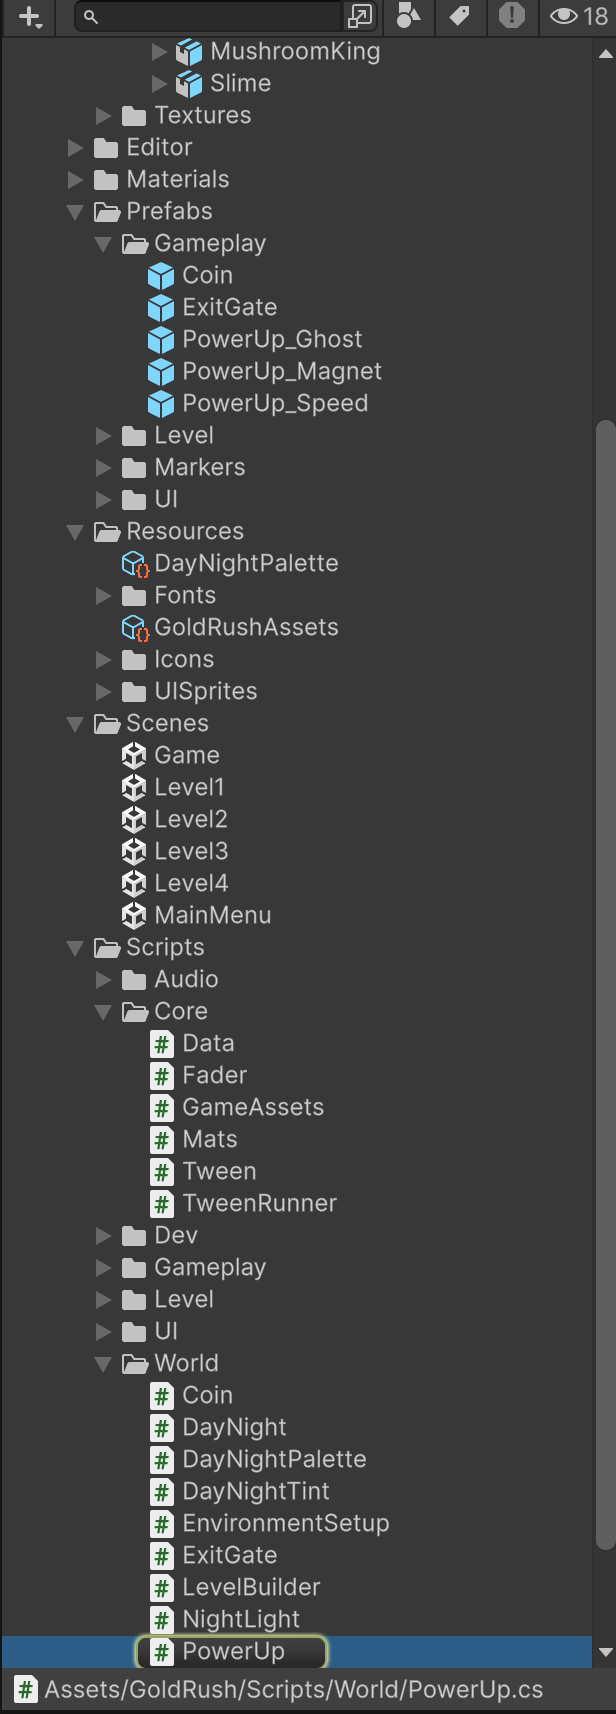 18
MushroomKing
Slime
Textures
Editor
Materials
Prefabs
Gameplay
Coin
ExitGate
PowerUp_Ghost
PowerUp_Magnet
PowerUp_Speed
Level
Markers
UI
Resources
DayNightPalette
Fonts
GoldRushAssets
Icons
UISprites
Scenes
Game
Level1
Level2
Level3
Level4
MainMenu
Scripts
Audio
Core
Data
Fader
GameAssets
Mats
Tween
TweenRunner
Dev
Gameplay
Level
UI
World
Coin
DayNight
DayNightPalette
DayNightTint
EnvironmentSetup
ExitGate
LevelBuilder
NightLight
PowerUp
Assets/GoldRush/Scripts/World/PowerUp.cs